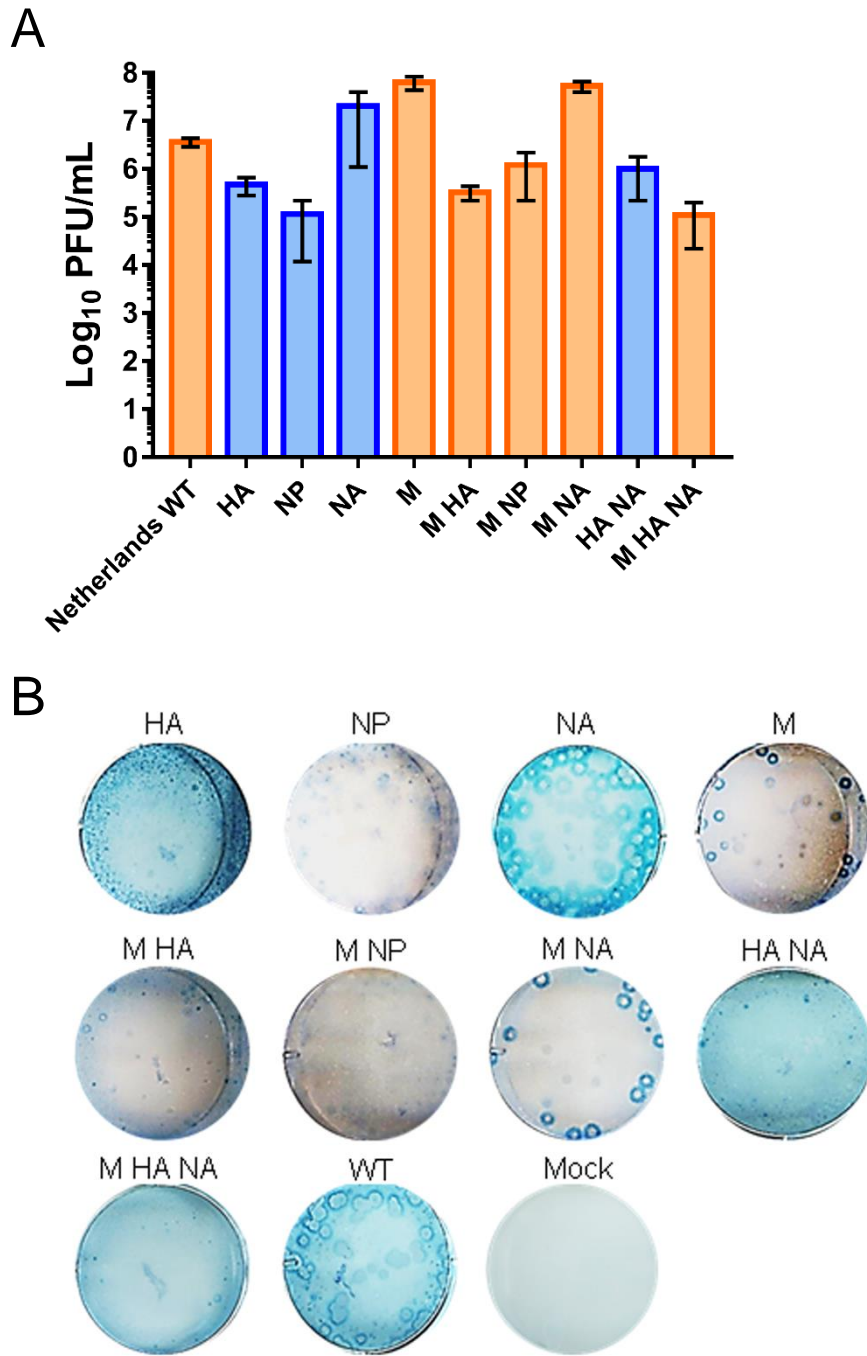 A
Log₁₀ PFU/mL
8
7
6
5
4
3
2
1
0
Netherlands WT
HA
NP
NA
M
M HA
M NP
M NA
HA NA
M HA NA
B
HA NP NA M
M HA M NP M NA HA NA
M HA NA WT Mock